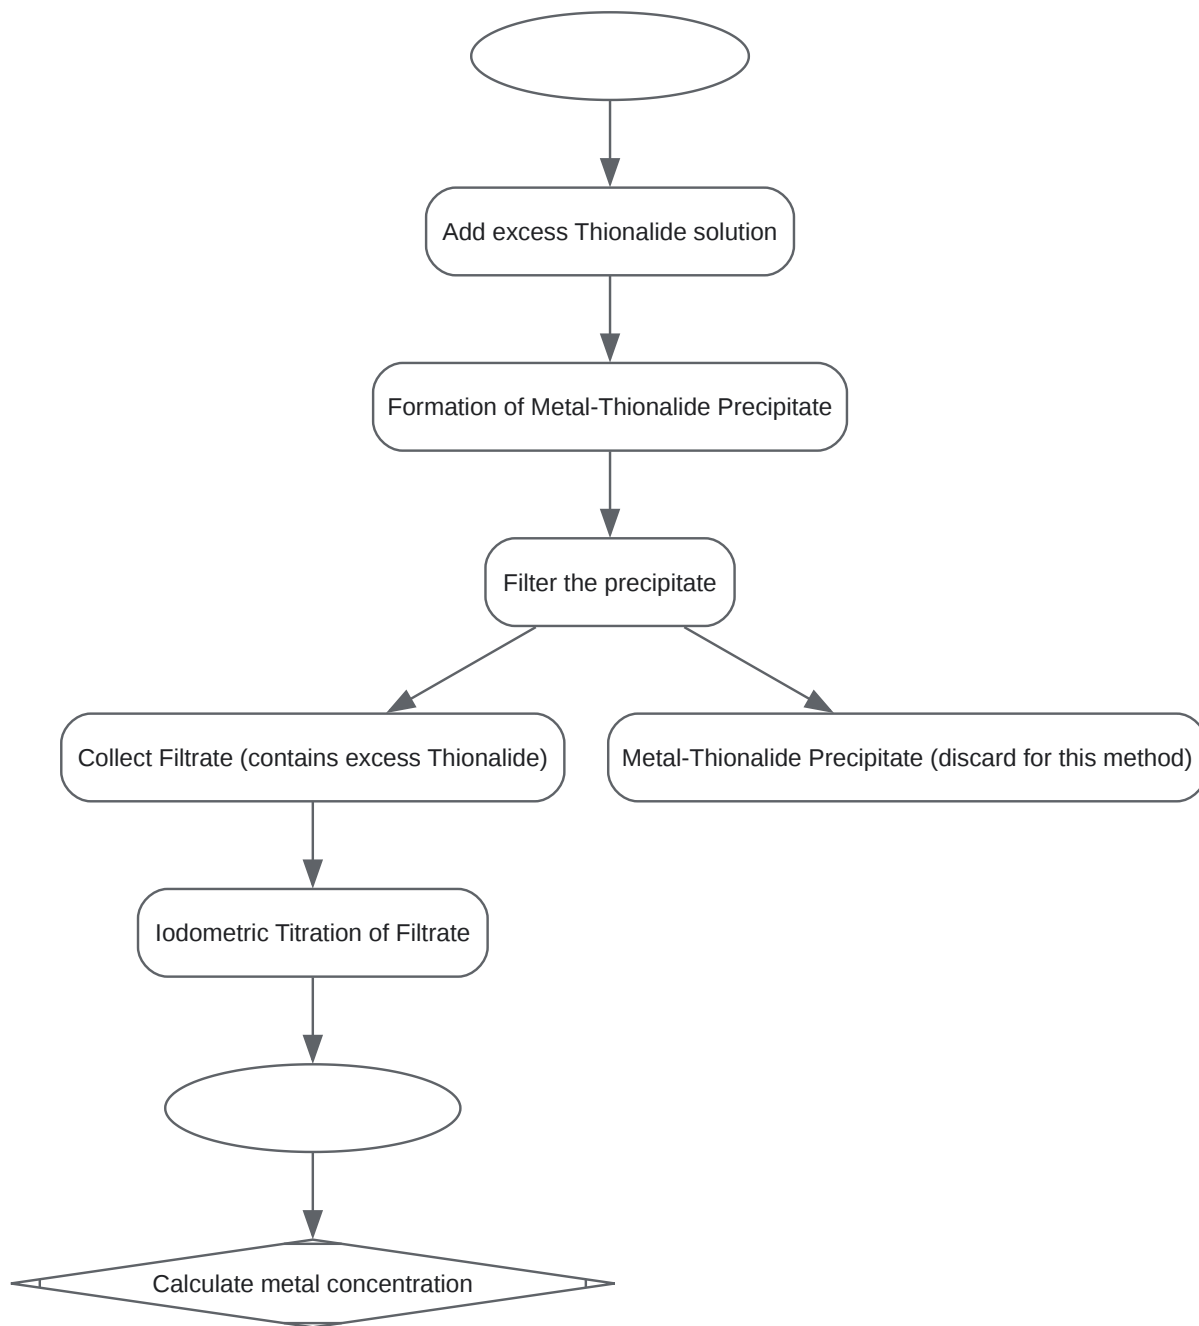 Add excess Thionalide solution
Formation of Metal-Thionalide Precipitate
Filter the precipitate
Collect Filtrate (contains excess Thionalide)
Metal-Thionalide Precipitate (discard for this method)
Iodometric Titration of Filtrate
Calculate metal concentration